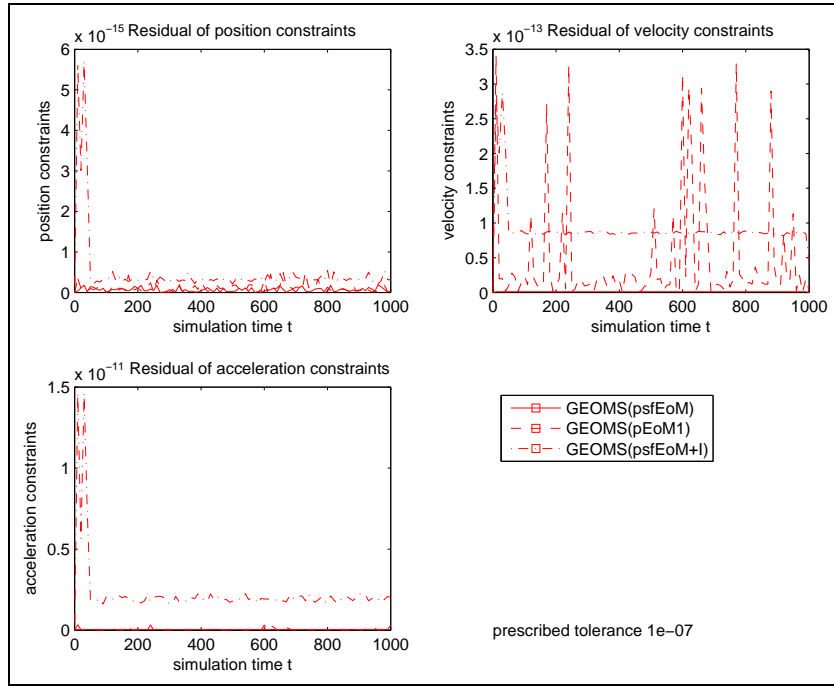 x 10−15 Residual of position constraints
6
5
4
3
2
1
0
position constraints
0 200 400 600 800 1000
simulation time t
x 10−13 Residual of velocity constraints
3.5
3
2.5
2
1.5
1
0.5
0
velocity constraints
0 200 400 600 800 1000
simulation time t
x 10−11 Residual of acceleration constraints
1.5
1
0.5
0
acceleration constraints
0 200 400 600 800 1000
simulation time t
GEOMS(psfEoM)
GEOMS(pEoM1)
GEOMS(psfEoM+I)
prescribed tolerance 1e−07